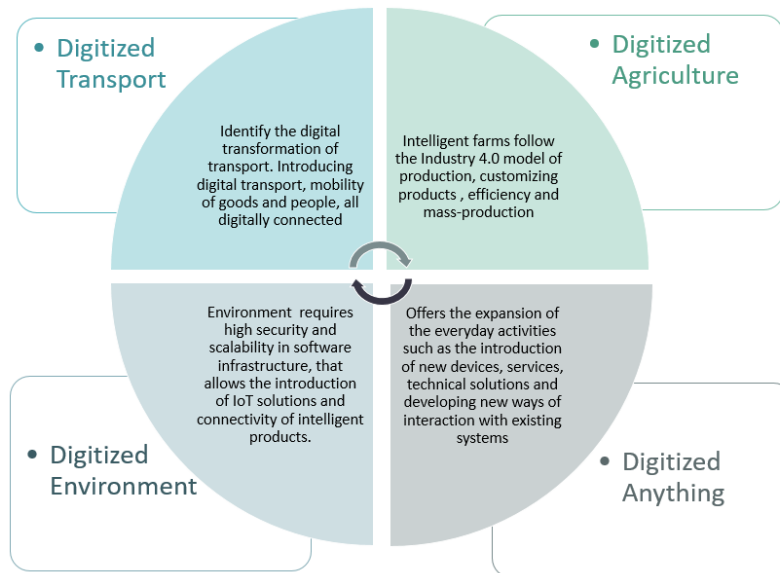 • Digitized
Transport
Identify the digital
transformation of
transport. Introducing
digital transport, mobility
of goods and people, all
digitally connected
• Digitized
Agriculture
Intelligent farms follow
the Industry 4.0 model of
production, customizing
products , efficiency and
mass-production
Environment requires
high security and
scalability in software
infrastructure, that
allows the introduction
of IoT solutions and
connectivity of intelligent
products.
• Digitized
Environment
Offers the expansion of
the everyday activities
such as the introduction
of new devices, services,
technical solutions and
developing new ways of
interaction with existing
systems
• Digitized
Anything